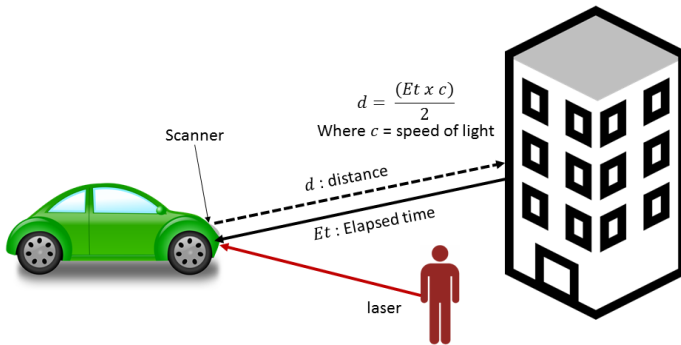 d = (Et x c) / 2
Where c = speed of light
Scanner
d : distance
Et : Elapsed time
laser